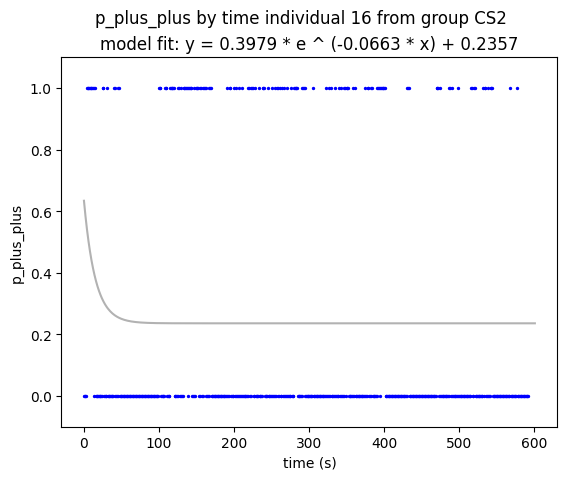 p_plus_plus by time individual 16 from group CS2
model fit: y = 0.3979 * e ^ (-0.0663 * x) + 0.2357
1.0
0.8
0.6
0.4
0.2
0.0
p_plus_plus
0 100 200 300 400 500 600
time (s)